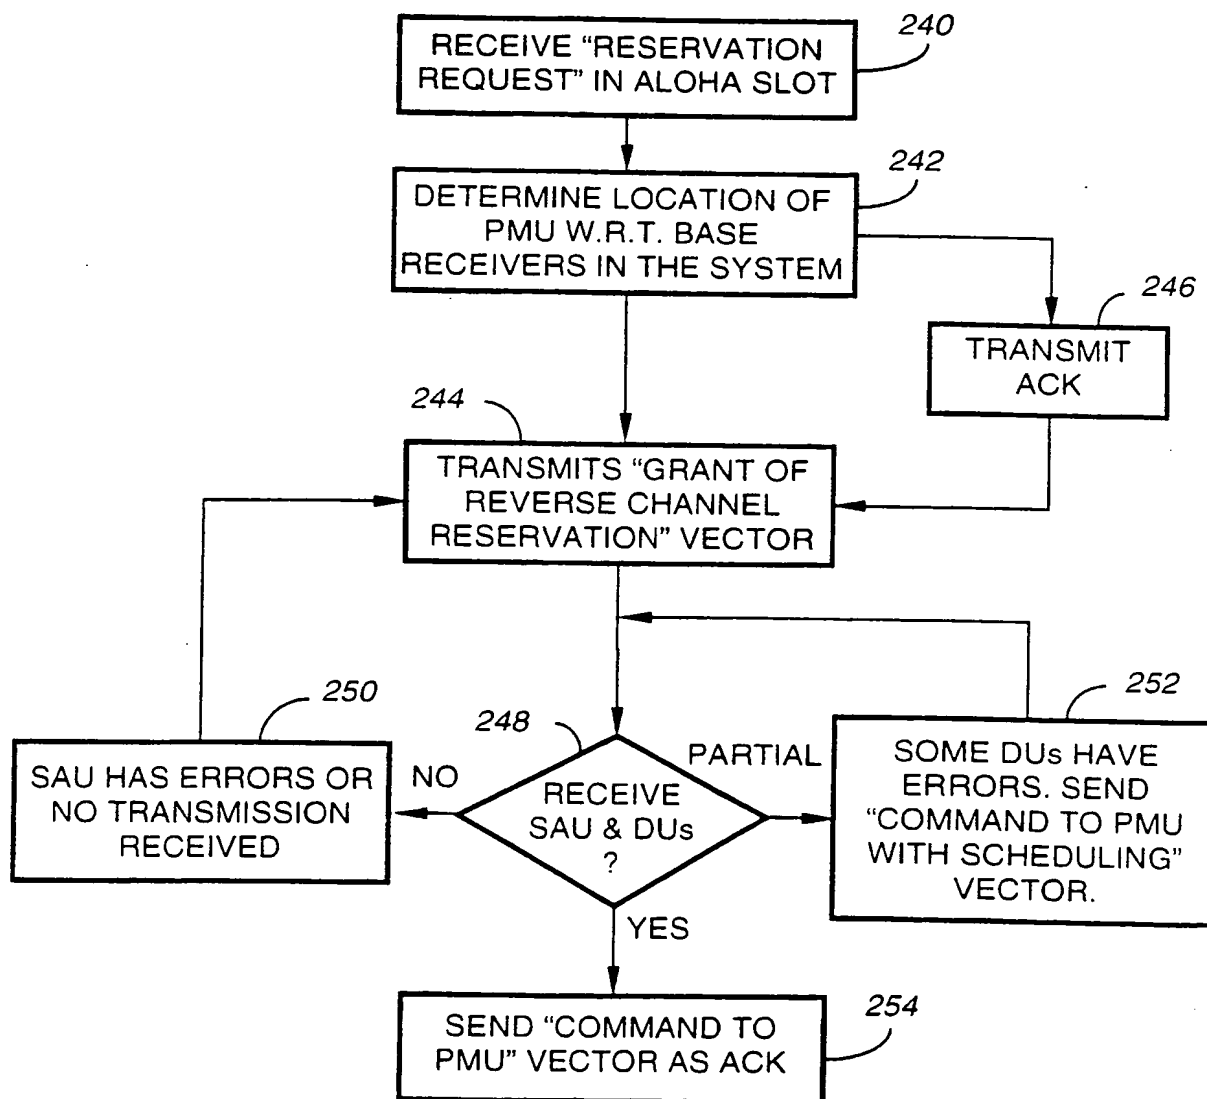 RECEIVE “RESERVATION
REQUEST” IN ALOHA SLOT
240
DETERMINE LOCATION OF
PMU W.R.T. BASE
RECEIVERS IN THE SYSTEM
242
TRANSMIT
ACK
246
244
TRANSMITS “GRANT OF
REVERSE CHANNEL
RESERVATION” VECTOR
250
SAU HAS ERRORS OR
NO TRANSMISSION
RECEIVED
NO
248
RECEIVE
SAU & DUs
?
PARTIAL
252
SOME DUs HAVE
ERRORS. SEND
“COMMAND TO PMU
WITH SCHEDULING”
VECTOR.
YES
SEND “COMMAND TO
PMU” VECTOR AS ACK
254